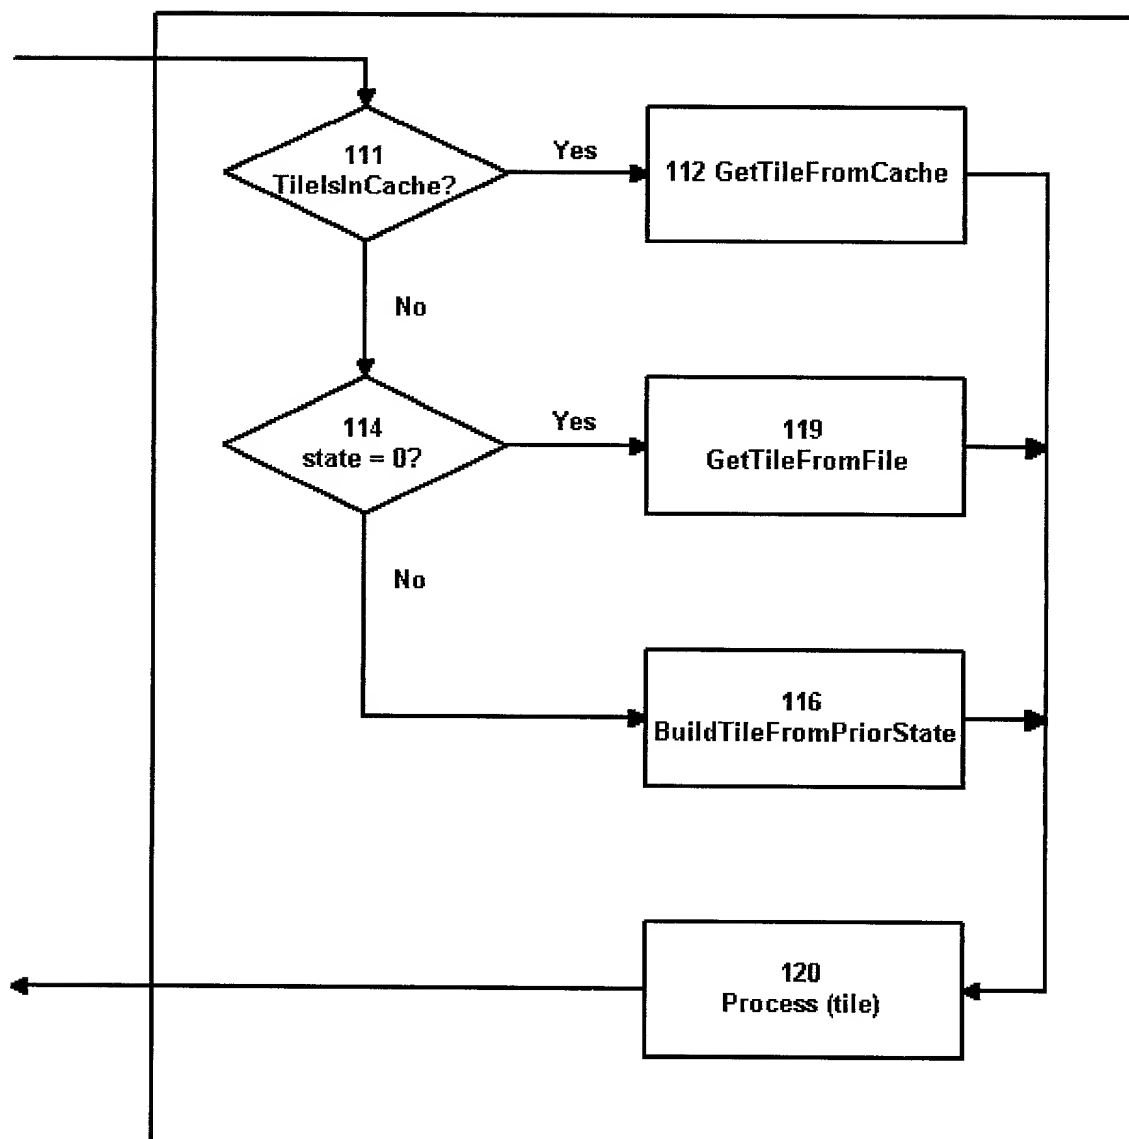 111
TileIsInCache?
Yes
112 GetTileFromCache
No
114
state = 0?
Yes
119
GetTileFromFile
No
116
BuildTileFromPriorState
120
Process (tile)